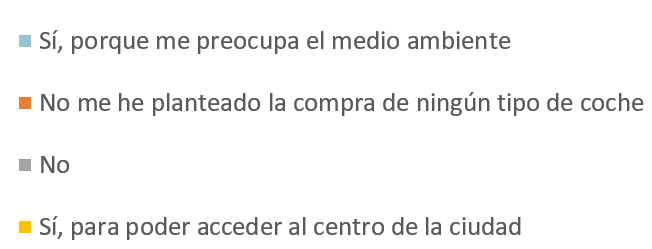 Sí, porque me preocupa el medio ambiente
No me he planteado la compra de ningún tipo de coche
No
Sí, para poder acceder al centro de la ciudad